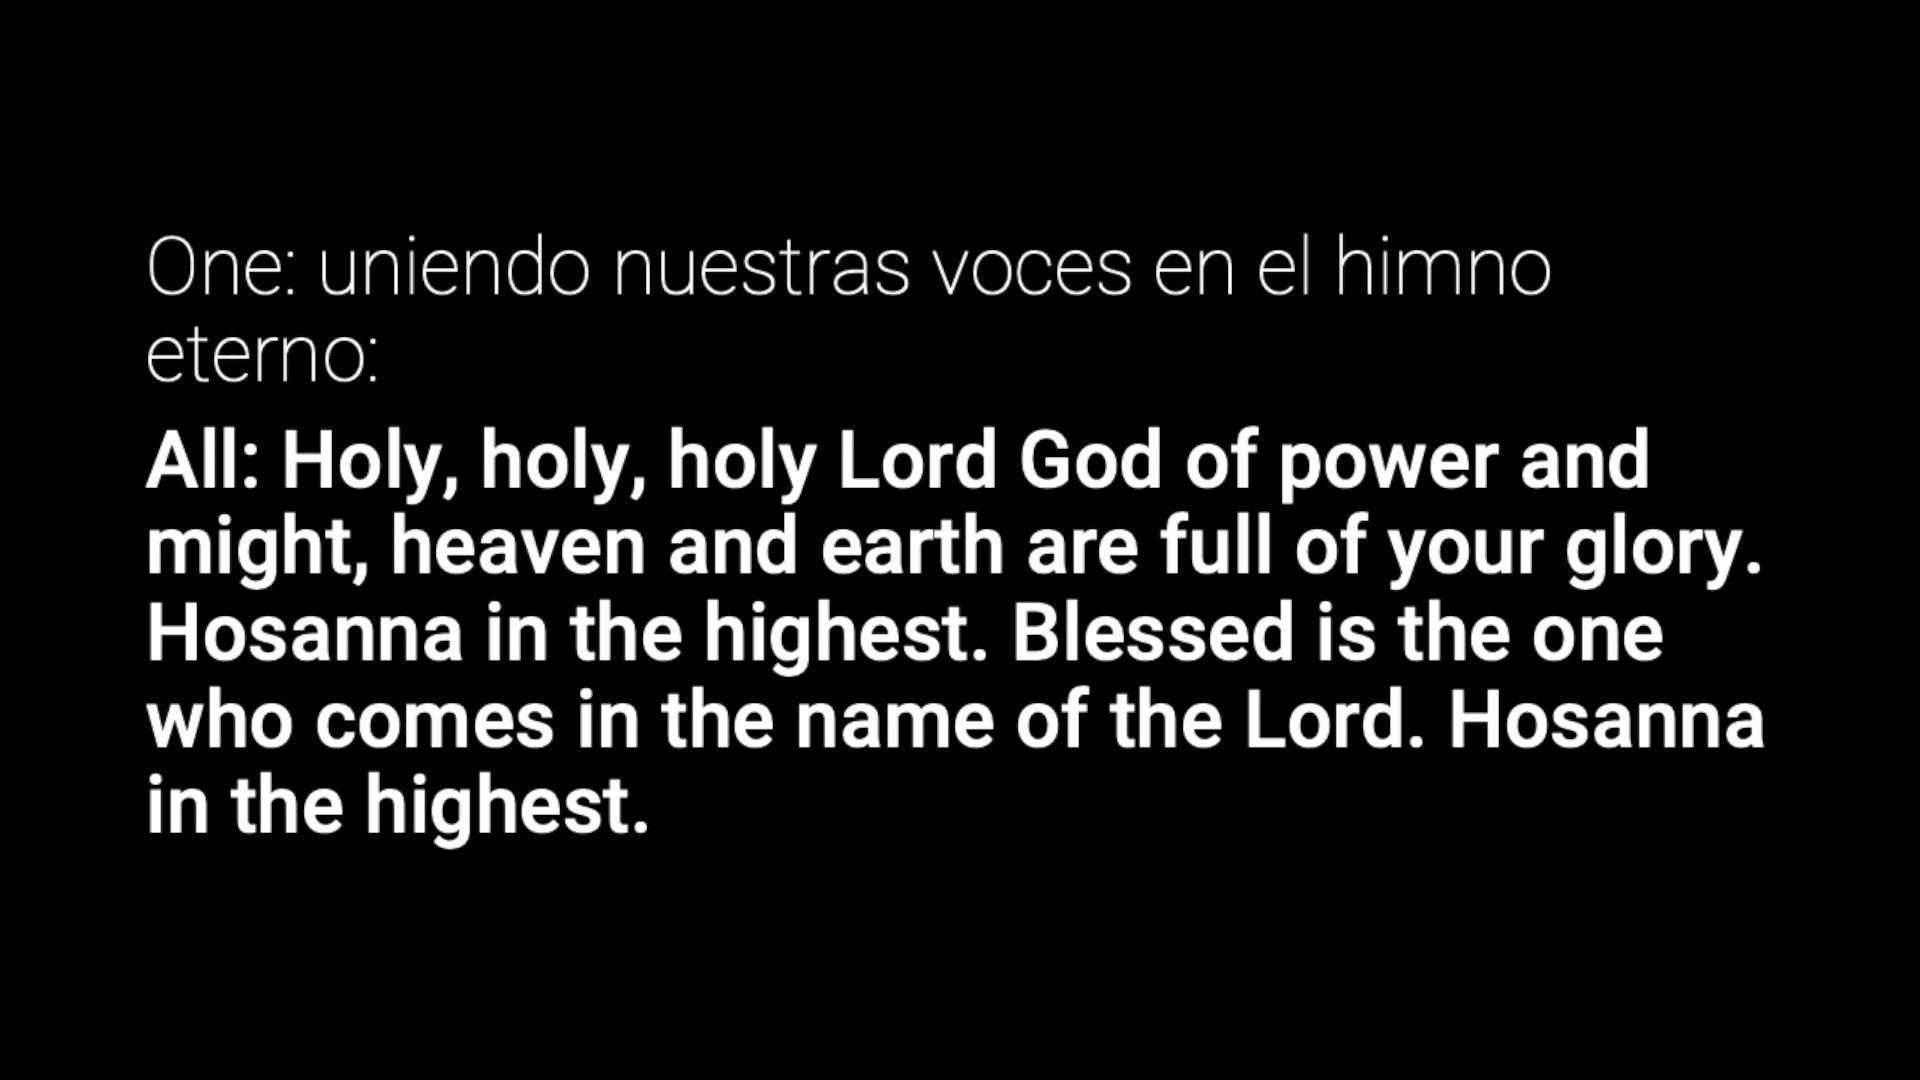 One: uniendo nuestras voces en el himno
eterno:
All: Holy, holy, holy Lord God of power and
might, heaven and earth are full of your glory.
Hosanna in the highest. Blessed is the one
who comes in the name of the Lord. Hosanna
in the highest.